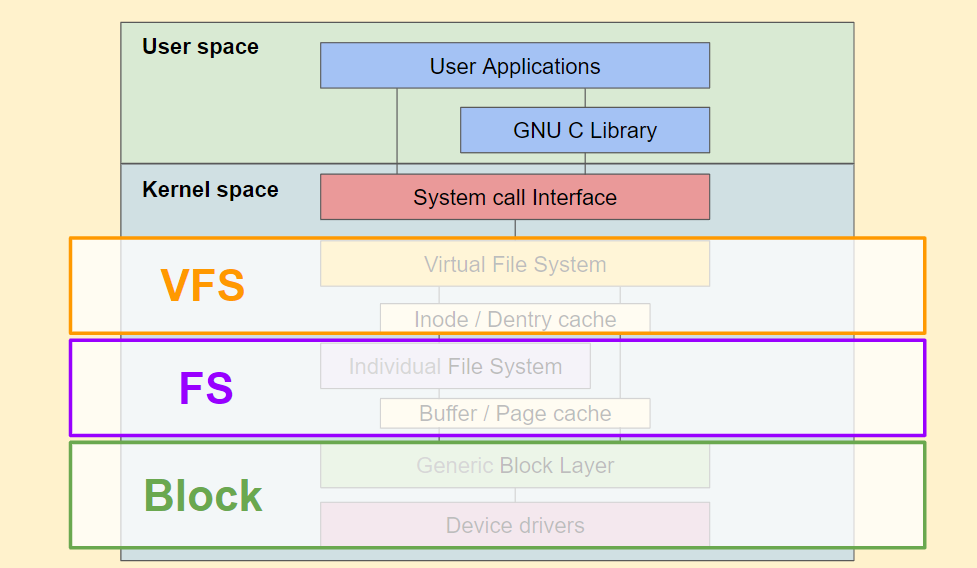 User space
User Applications
GNU C Library
Kernel space
System call Interface
VFS
Virtual File System
Inode / Dentry cache
FS
Individual File System
Buffer / Page cache
Block
Generic Block Layer
Device drivers